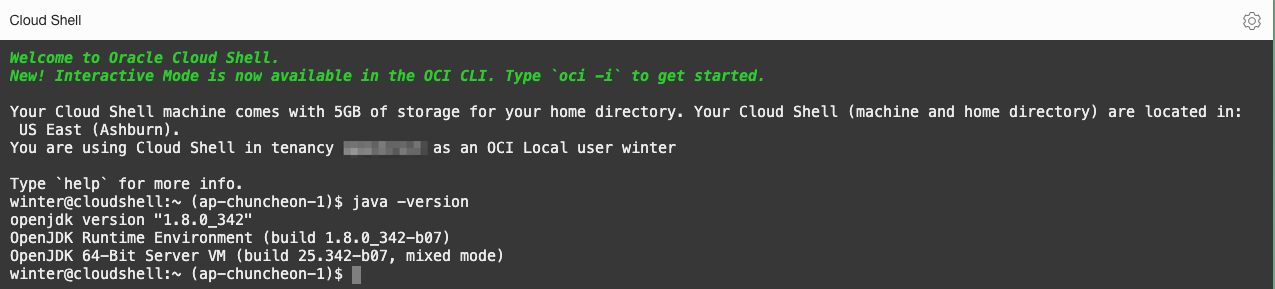 Cloud Shell
Welcome to Oracle Cloud Shell.
New! Interactive Mode is now available in the OCI CLI. Type `oci -i` to get started.
Your Cloud Shell machine comes with 5GB of storage for your home directory. Your Cloud Shell (machine and home directory) are located in:
US East (Ashburn).
You are using Cloud Shell in tenancy as an OCI Local user winter
Type `help` for more info.
winter@cloudshell:~ (ap-chuncheon-1)$ java -version
openjdk version "1.8.0_342"
OpenJDK Runtime Environment (build 1.8.0_342-b07)
OpenJDK 64-Bit Server VM (build 25.342-b07, mixed mode)
winter@cloudshell:~ (ap-chuncheon-1)$